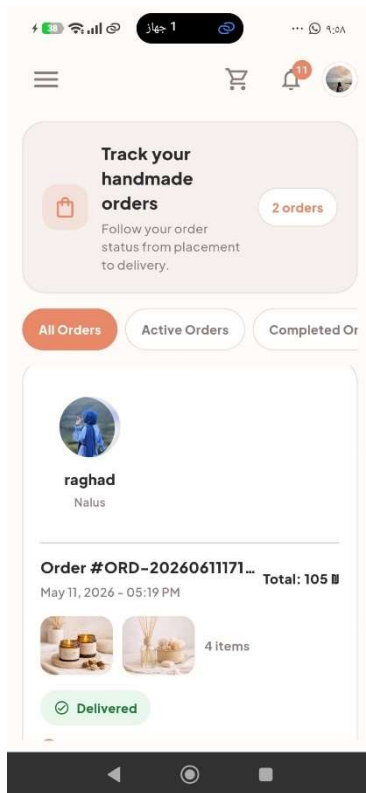 38
1 جهاز
... ٩:٥٨
11
Track your
handmade
orders
Follow your order
status from placement
to delivery.
2 orders
All Orders
Active Orders
Completed Or
raghad
Nalus
Order #ORD-20260611171...
Total: 105 ₪
May 11, 2026 - 05:19 PM
4 items
Delivered